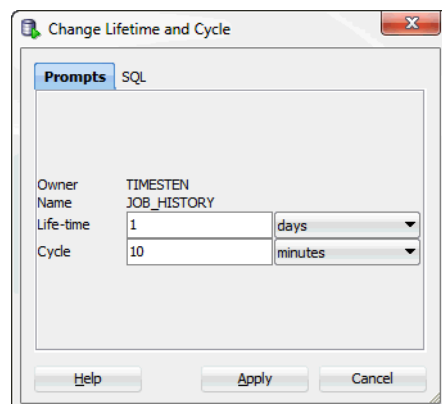 Change Lifetime and Cycle
Prompts SQL
Owner TIMESTEN
Name JOB_HISTORY
Life-time 1 days
Cycle 10 minutes
Help Apply Cancel